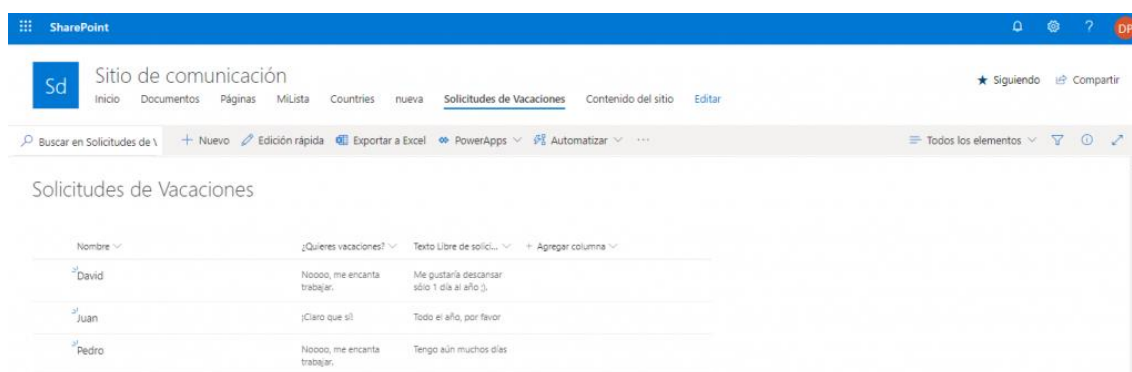 SharePoint
?
DP
Sd
Sitio de comunicación
Siguiendo Compartir
Inicio Documentos Páginas MiLista Countries nueva Solicitudes de Vacaciones Contenido del sitio Editar
Buscar en Solicitudes de V + Nuevo Edición rápida Exportar a Excel PowerApps Automatizar ··· Todos los elementos
Solicitudes de Vacaciones
Nombre ¿Quieres vacaciones? Texto Libre de solici... + Agregar columna
David Noooo, me encanta Me gustaría descansar
trabajar. sólo 1 día al año ;).
Juan ¡Claro que sí! Todo el año, por favor
Pedro Noooo, me encanta Tengo aún muchos días
trabajar.